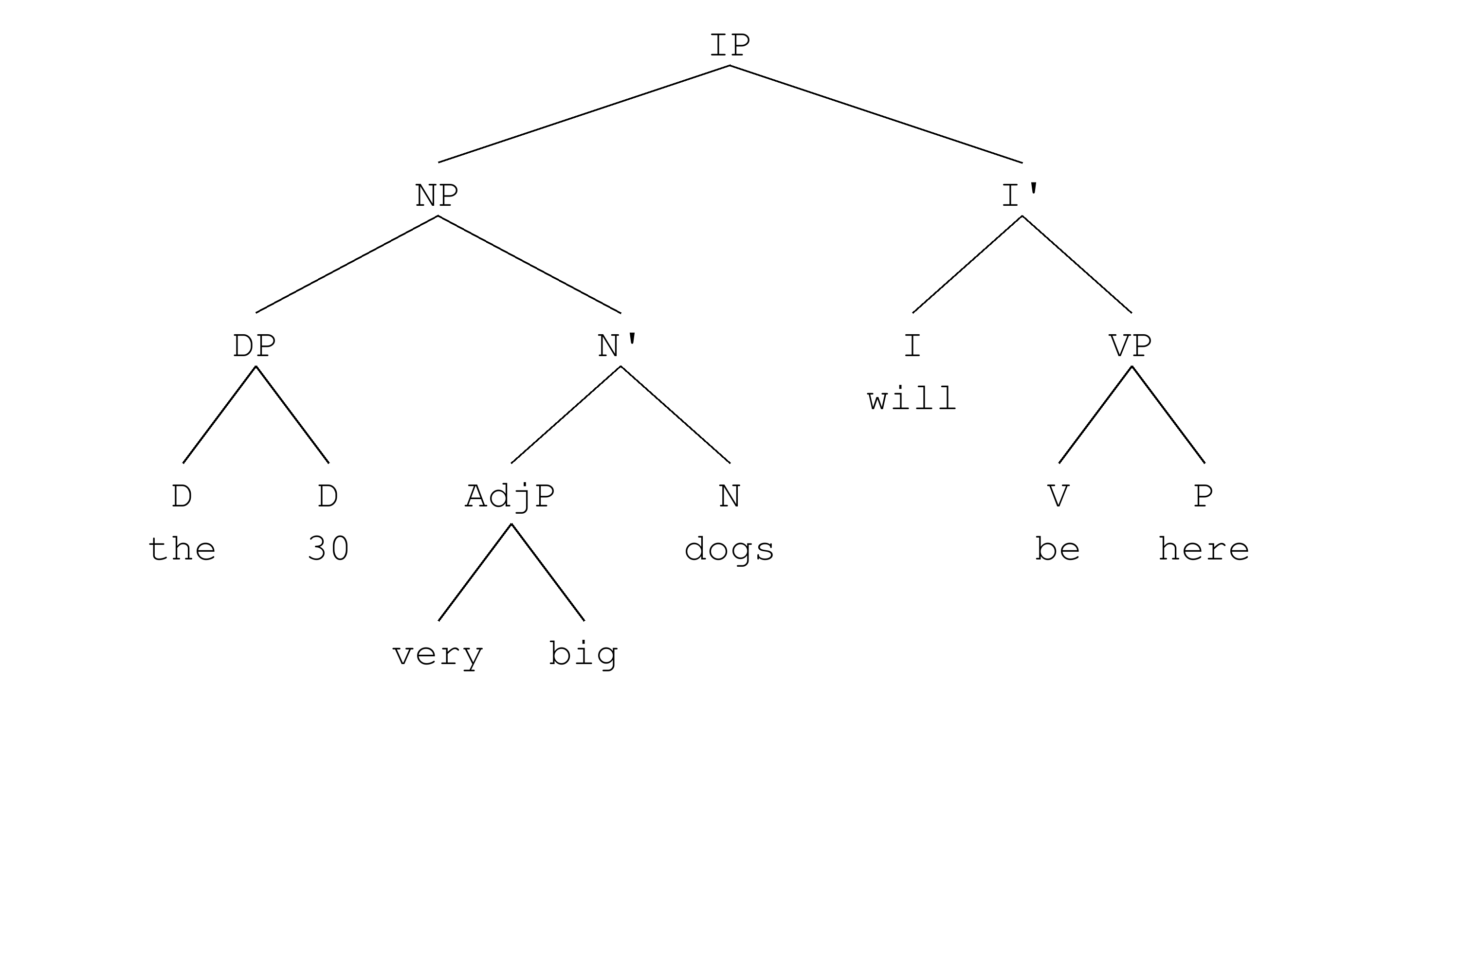 IP
NP I'
DP N' I VP
will
D D AdjP N V P
the 30 dogs be here
very big